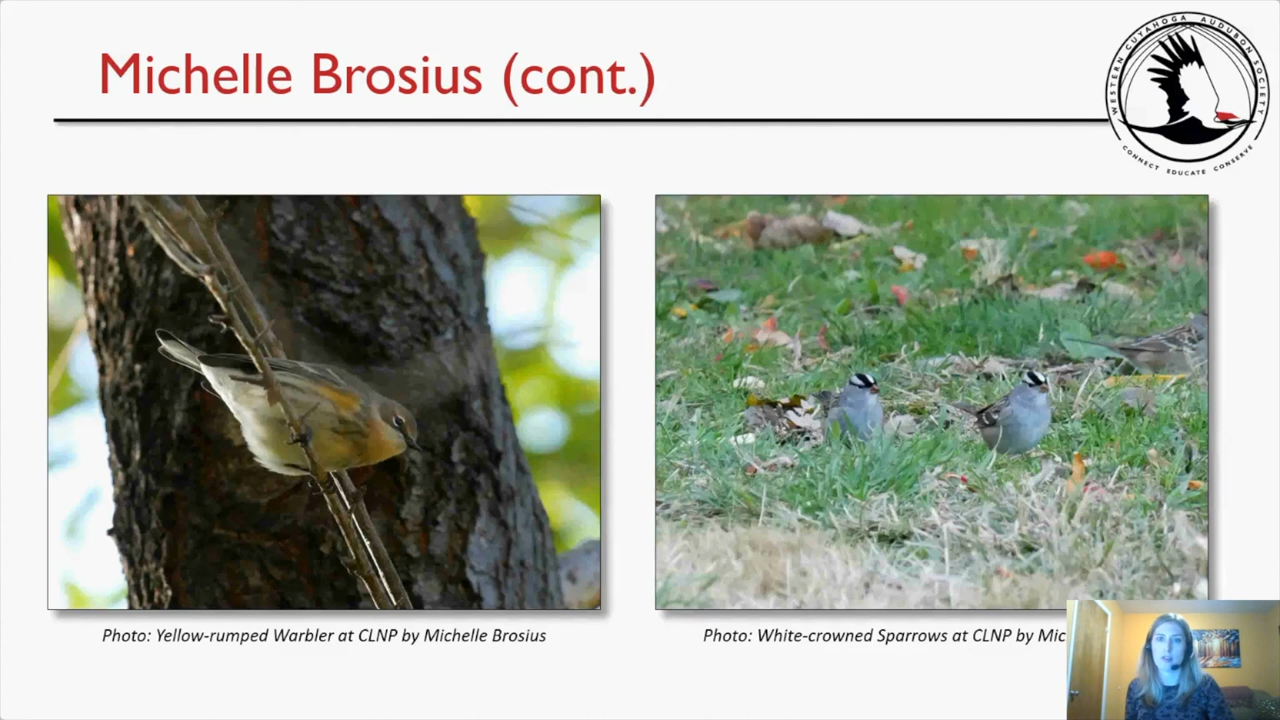 Michelle Brosius (cont.)
WESTERN CUYAHOGA AUDUBON SOCIETY
CONNECT EDUCATE CONSERVE
Photo: Yellow-rumped Warbler at CLNP by Michelle Brosius
Photo: White-crowned Sparrows at CLNP by Mic